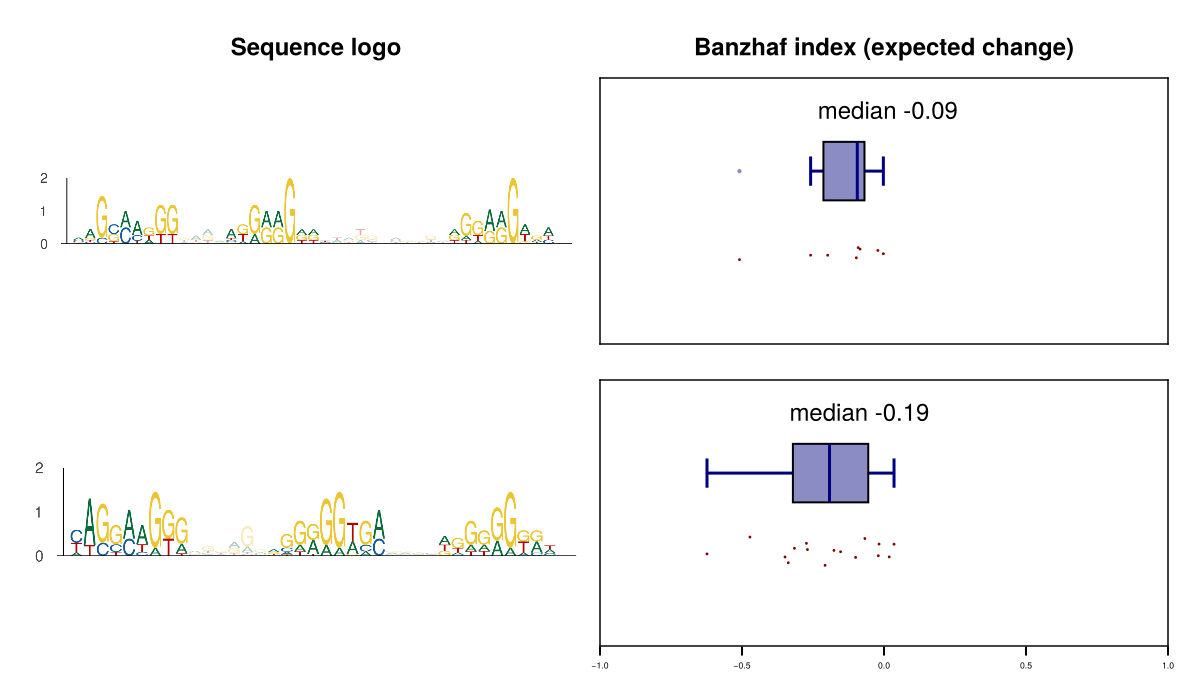 Sequence logo
Banzhaf index (expected change)
median -0.09
2
1
0
median -0.19
2
1
0
−1.0 −0.5 0.0 0.5 1.0